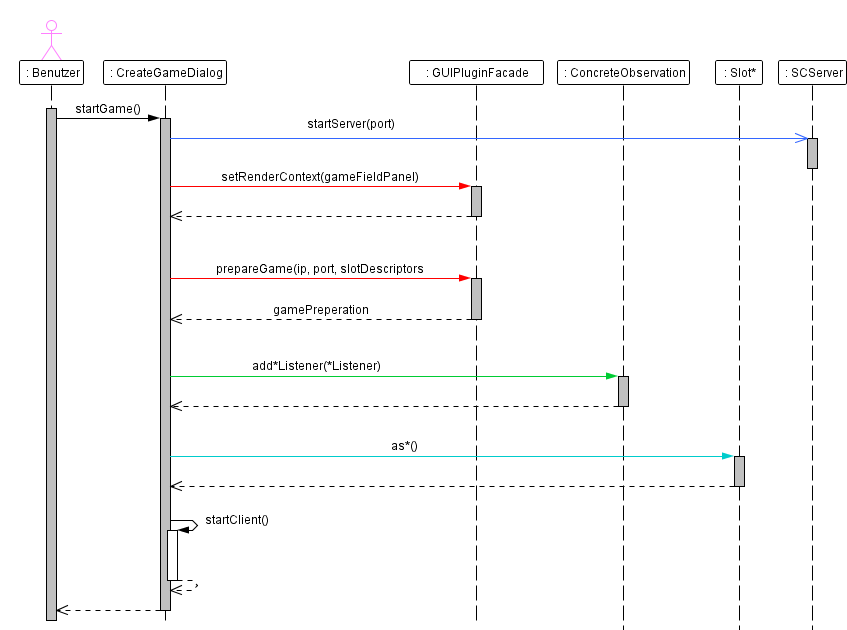 : Benutzer
: CreateGameDialog
: GUIPluginFacade
: ConcreteObservation
: Slot*
: SCServer
startGame()
startServer(port)
setRenderContext(gameFieldPanel)
prepareGame(ip, port, slotDescriptors
gamePreperation
add*Listener(*Listener)
as*()
startClient()